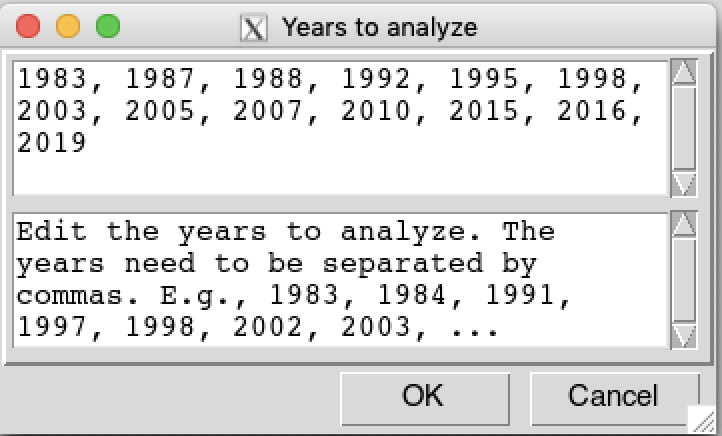 Years to analyze
1983, 1987, 1988, 1992, 1995, 1998,
2003, 2005, 2007, 2010, 2015, 2016,
2019
Edit the years to analyze. The
years need to be separated by
commas. E.g., 1983, 1984, 1991,
1997, 1998, 2002, 2003, ...
OK
Cancel